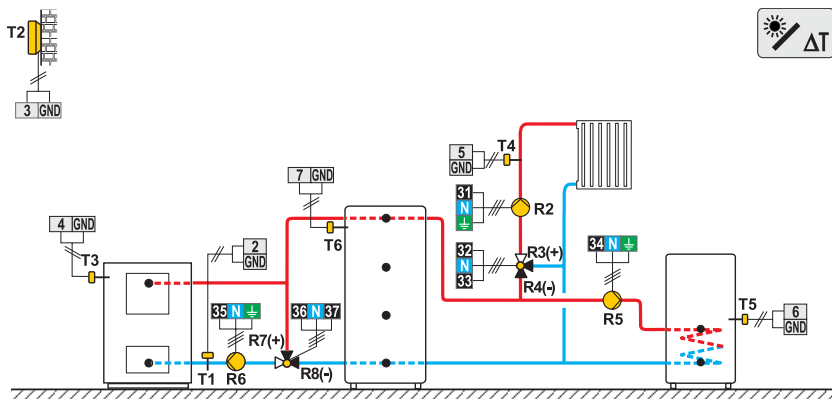 T2
3 GND
ΔT
5
GND
T4
7 GND
T6
31
N
R2
4 GND
T3
2
GND
32
N
33
R3(+)
R4(-)
34 N
R5
T5
6
GND
35 N
36 N 37
R7(+)
T1
R6
R8(-)